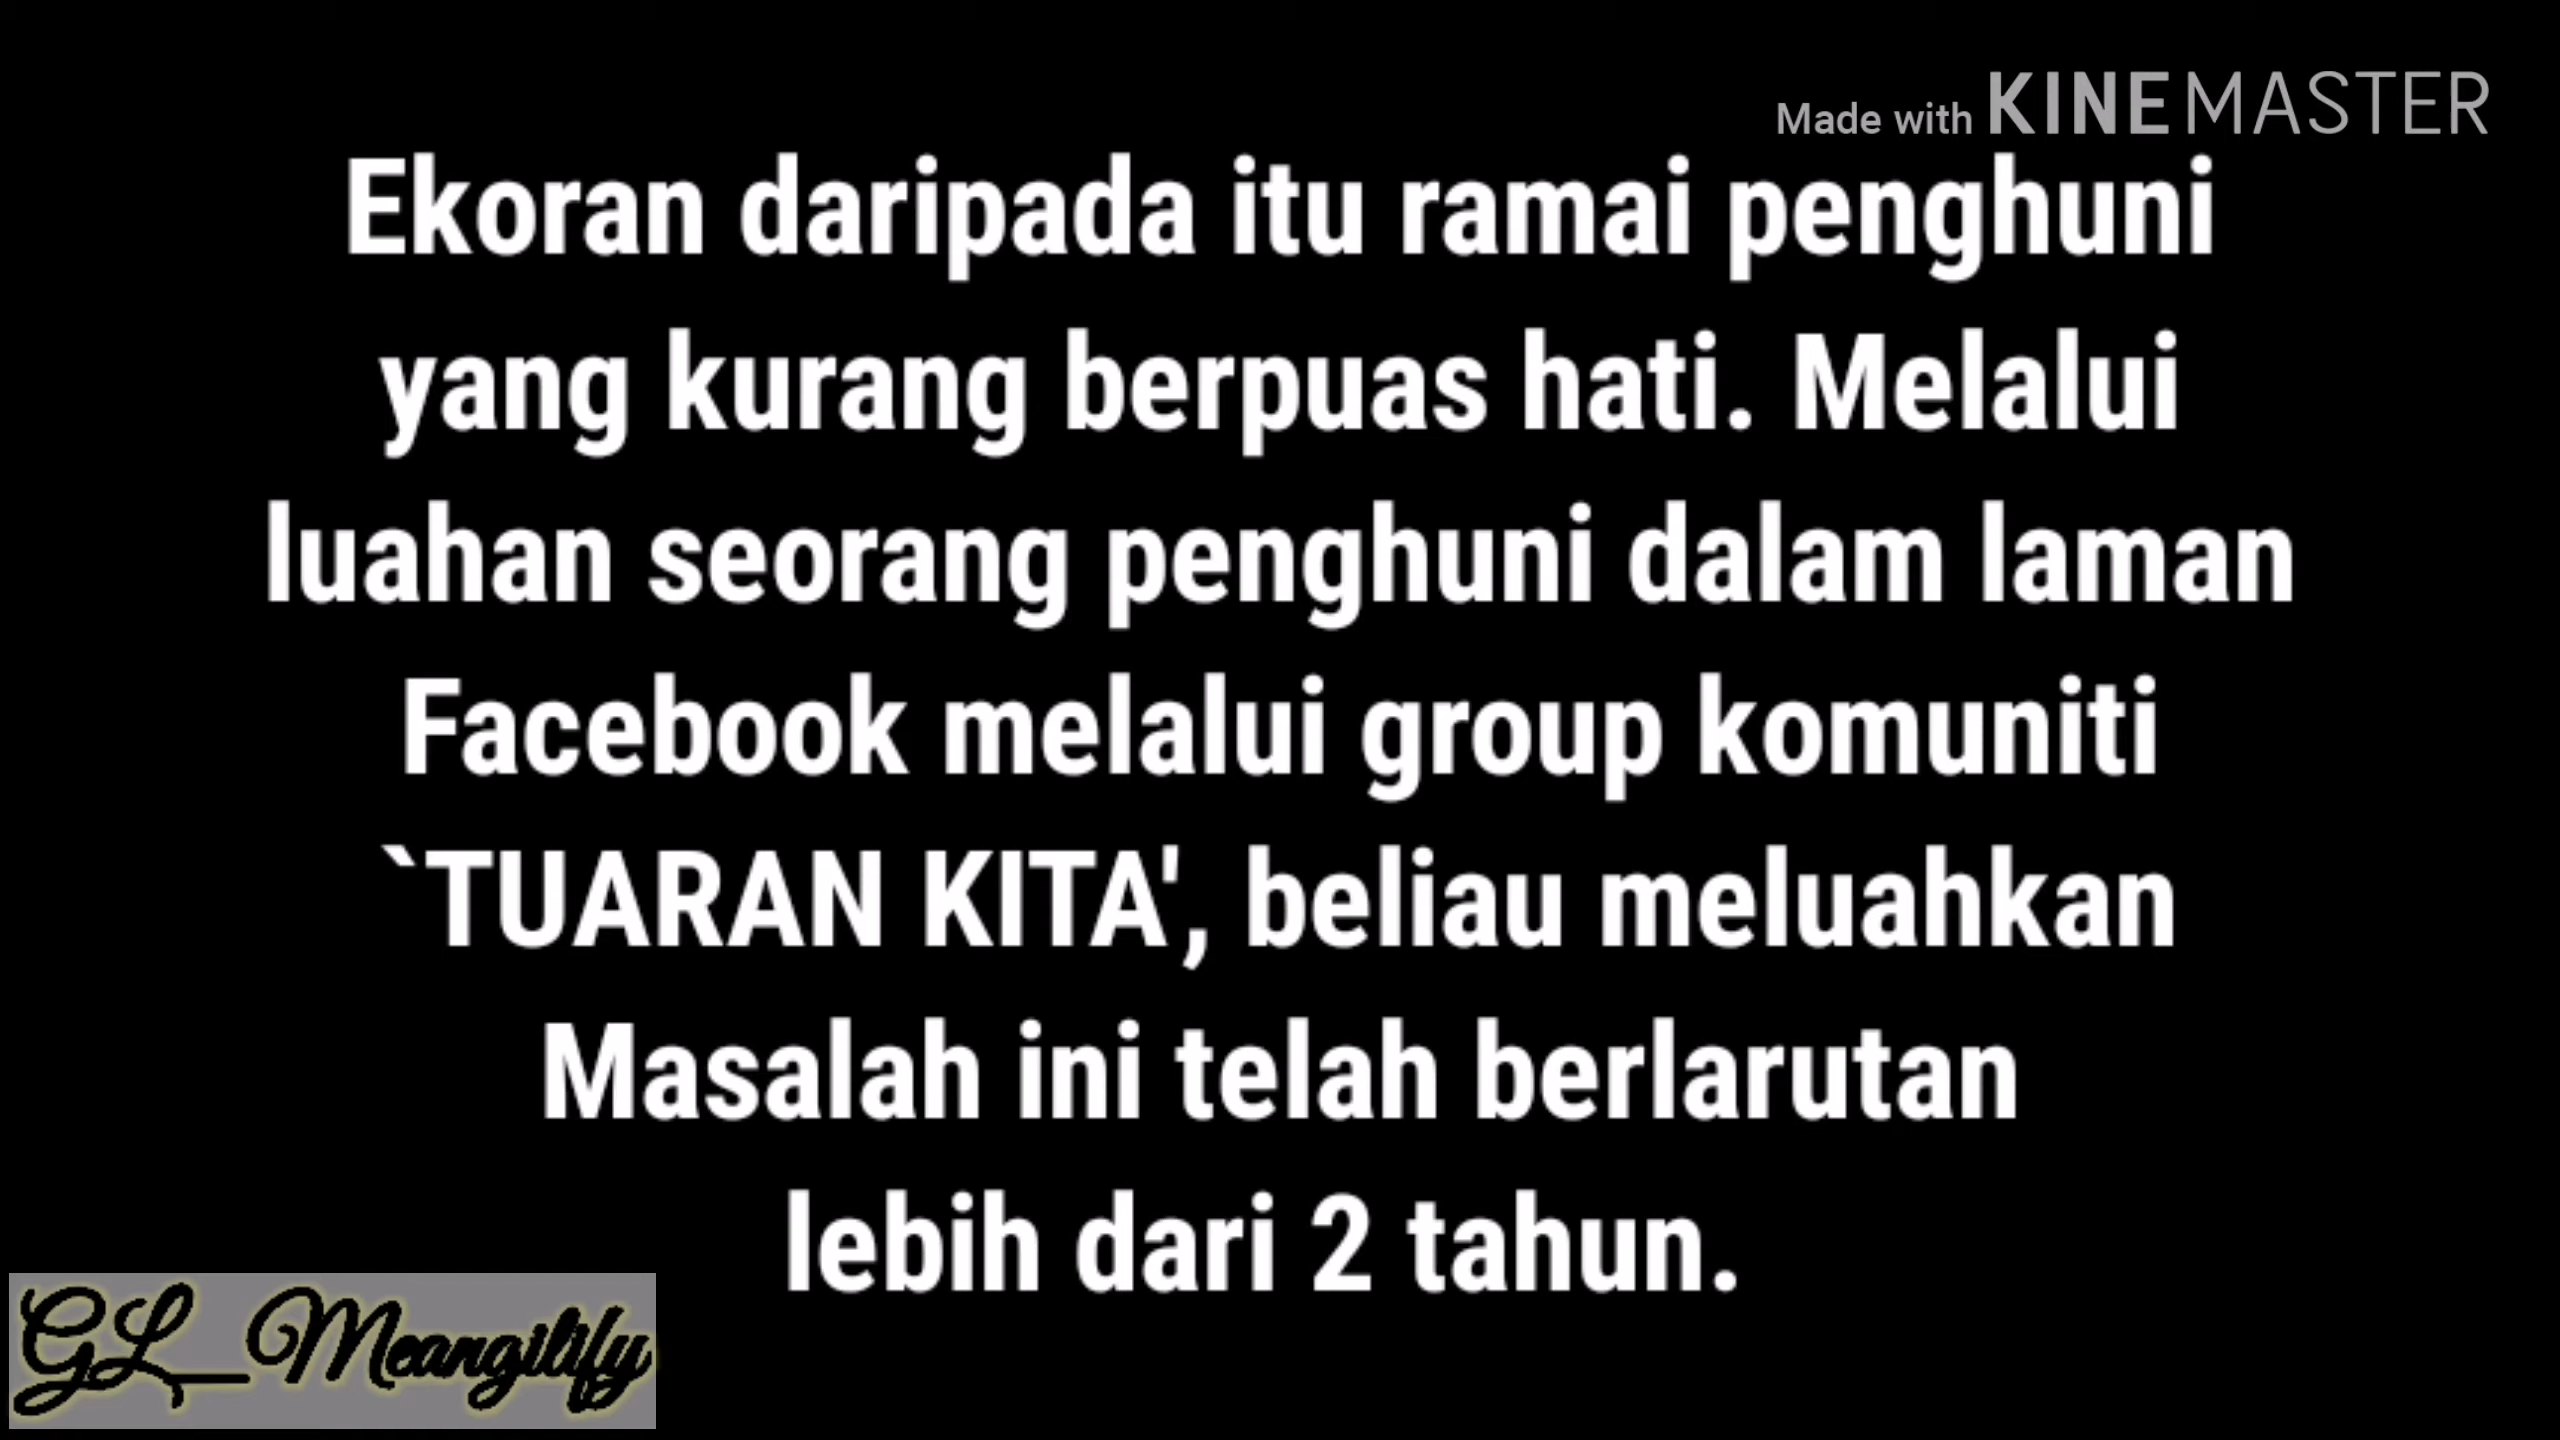 Made with KINEMASTER
Ekoran daripada itu ramai penghuni
yang kurang berpuas hati. Melalui
luahan seorang penghuni dalam laman
Facebook melalui group komuniti
`TUARAN KITA', beliau meluahkan
Masalah ini telah berlarutan
lebih dari 2 tahun.
GL_Meangilify